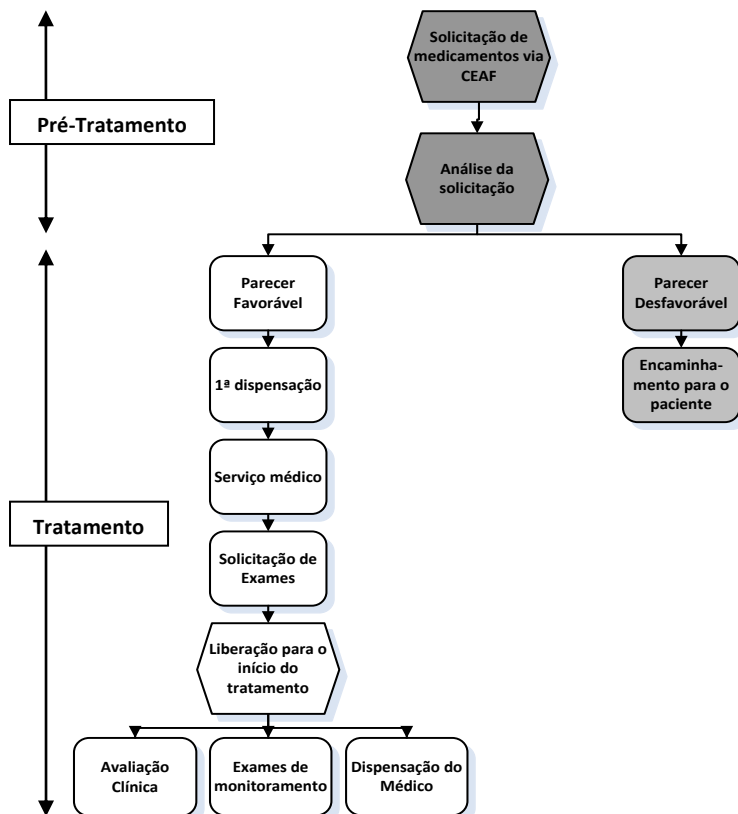 Solicitação de
medicamentos via
CEAF
Pré-Tratamento
Análise da
solicitação
Parecer
Favorável
Parecer
Desfavorável
1ª dispensação
Encaminha-
mento para o
paciente
Serviço médico
Tratamento
Solicitação de
Exames
Liberação para o
início do
tratamento
Avaliação
Clínica
Exames de
monitoramento
Dispensação do
Médico